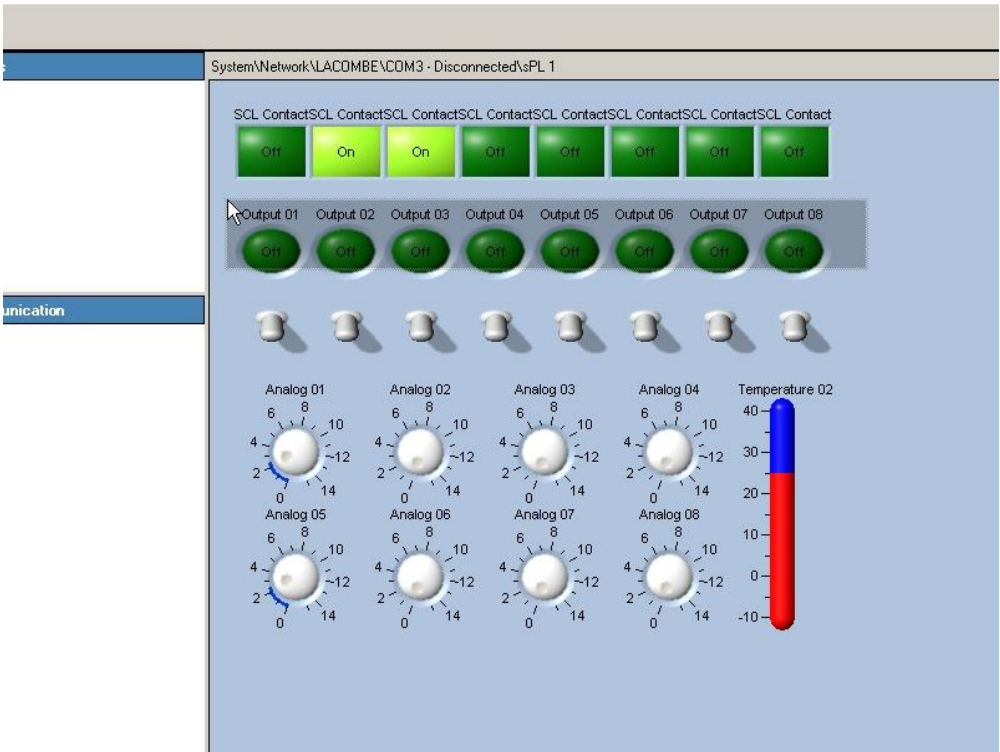 s
System\Network\LACOMBE\COM3 - Disconnected\sPL 1
SCL ContactSCL ContactSCL ContactSCL ContactSCL ContactSCL ContactSCL ContactSCL Contact
Off On On Off Off Off Off Off
Output 01 Output 02 Output 03 Output 04 Output 05 Output 06 Output 07 Output 08
Off Off Off Off Off Off Off Off
unication
Analog 01
0 2 4 6 8 10 12 14
Analog 02
0 2 4 6 8 10 12 14
Analog 03
0 2 4 6 8 10 12 14
Analog 04
0 2 4 6 8 10 12 14
Temperature 02
40
30
20
10
0
-10
Analog 05
0 2 4 6 8 10 12 14
Analog 06
0 2 4 6 8 10 12 14
Analog 07
0 2 4 6 8 10 12 14
Analog 08
0 2 4 6 8 10 12 14